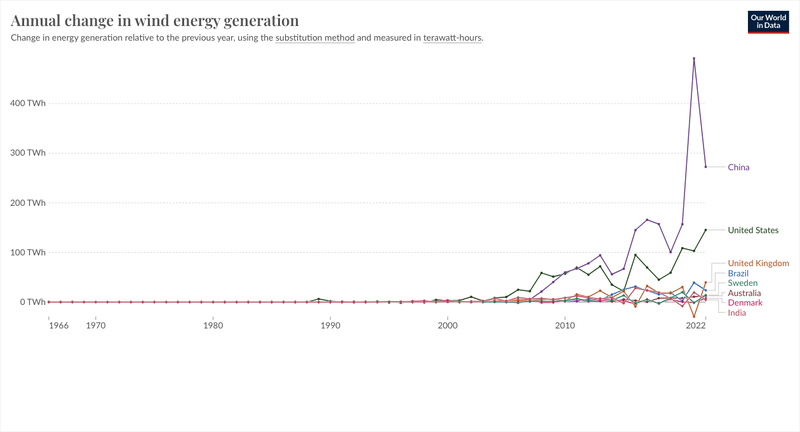 Annual change in wind energy generation
Our World
in Data
Change in energy generation relative to the previous year, using the substitution method and measured in terawatt-hours.
400 TWh
300 TWh
200 TWh
100 TWh
0 TWh
China
United States
United Kingdom
Brazil
Sweden
Australia
Denmark
India
1966
1970
1980
1990
2000
2010
2022